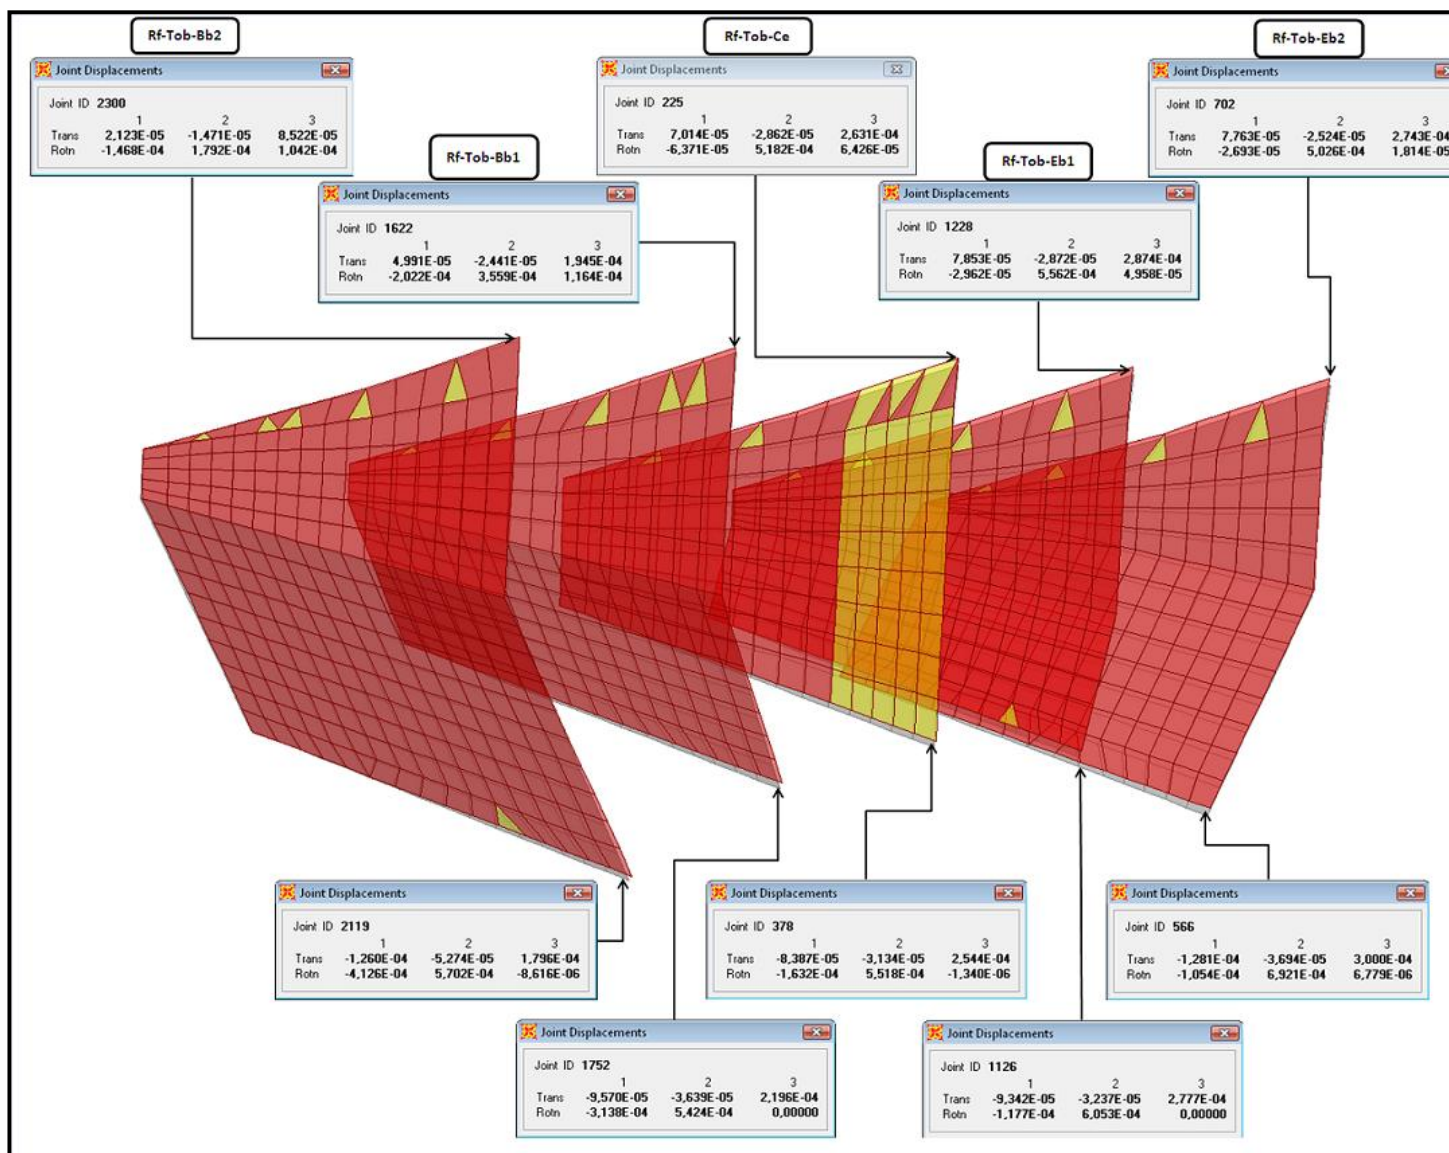 Rf-Tob-Bb2
Joint Displacements
Joint ID 2300
1 2 3
Trans 2,123E-05 -1,471E-05 8,522E-05
Rotn -1,468E-04 1,792E-04 1,042E-04
Rf-Tob-Bb1
Joint Displacements
Joint ID 1622
1 2 3
Trans 4,991E-05 -2,441E-05 1,945E-04
Rotn -2,022E-04 3,559E-04 1,164E-04
Rf-Tob-Ce
Joint Displacements
Joint ID 225
1 2 3
Trans 7,014E-05 -2,862E-05 2,631E-04
Rotn -6,371E-05 5,182E-04 6,426E-05
Rf-Tob-Eb1
Joint Displacements
Joint ID 1228
1 2 3
Trans 7,853E-05 -2,872E-05 2,874E-04
Rotn -2,962E-05 5,562E-04 4,958E-05
Rf-Tob-Eb2
Joint Displacements
Joint ID 702
1 2 3
Trans 7,763E-05 -2,524E-05 2,743E-04
Rotn -2,693E-05 5,026E-04 1,814E-05
Joint Displacements
Joint ID 2119
1 2 3
Trans -1,260E-04 -5,274E-05 1,796E-04
Rotn -4,126E-04 5,702E-04 -8,616E-06
Joint Displacements
Joint ID 1752
1 2 3
Trans -9,570E-05 -3,639E-05 2,196E-04
Rotn -3,138E-04 5,424E-04 0,00000
Joint Displacements
Joint ID 378
1 2 3
Trans -8,387E-05 -3,134E-05 2,544E-04
Rotn -1,632E-04 5,518E-04 -1,340E-06
Joint Displacements
Joint ID 1126
1 2 3
Trans -9,342E-05 -3,237E-05 2,777E-04
Rotn -1,177E-04 6,053E-04 0,00000
Joint Displacements
Joint ID 566
1 2 3
Trans -1,281E-04 -3,694E-05 3,000E-04
Rotn -1,054E-04 6,921E-04 6,779E-06